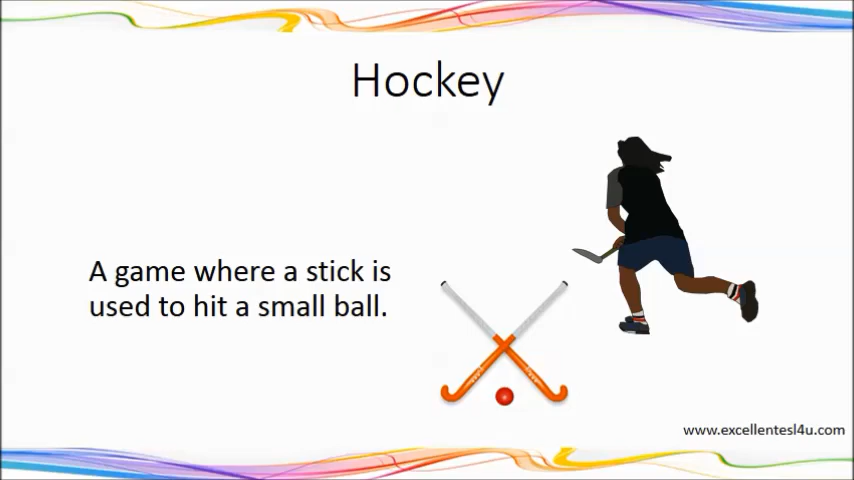 Hockey
A game where a stick is
used to hit a small ball.
www.excellentesl4u.com